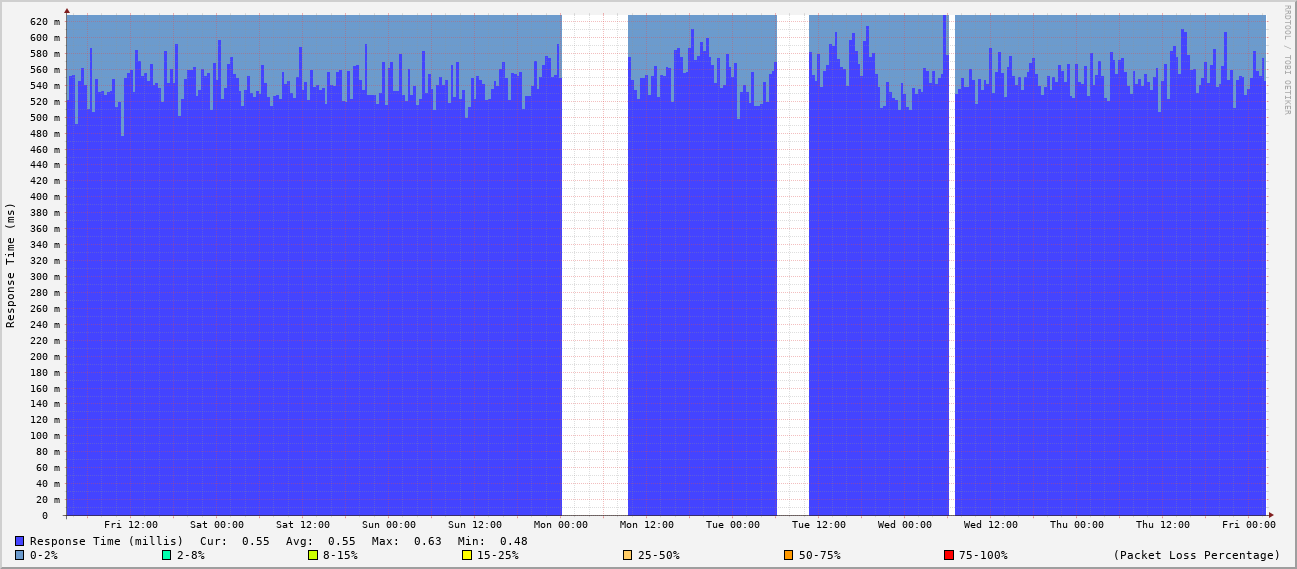 RRDTOOL / TOBI OETIKER
Response Time (ms)
620 m
600 m
580 m
560 m
540 m
520 m
500 m
480 m
460 m
440 m
420 m
400 m
380 m
360 m
340 m
320 m
300 m
280 m
260 m
240 m
220 m
200 m
180 m
160 m
140 m
120 m
100 m
80 m
60 m
40 m
20 m
0
Fri 12:00 Sat 00:00 Sat 12:00 Sun 00:00 Sun 12:00 Mon 00:00 Mon 12:00 Tue 00:00 Tue 12:00 Wed 00:00 Wed 12:00 Thu 00:00 Thu 12:00 Fri 00:00
Response Time (millis) Cur: 0.55 Avg: 0.55 Max: 0.63 Min: 0.48
0-2% 2-8% 8-15% 15-25% 25-50% 50-75% 75-100% (Packet Loss Percentage)